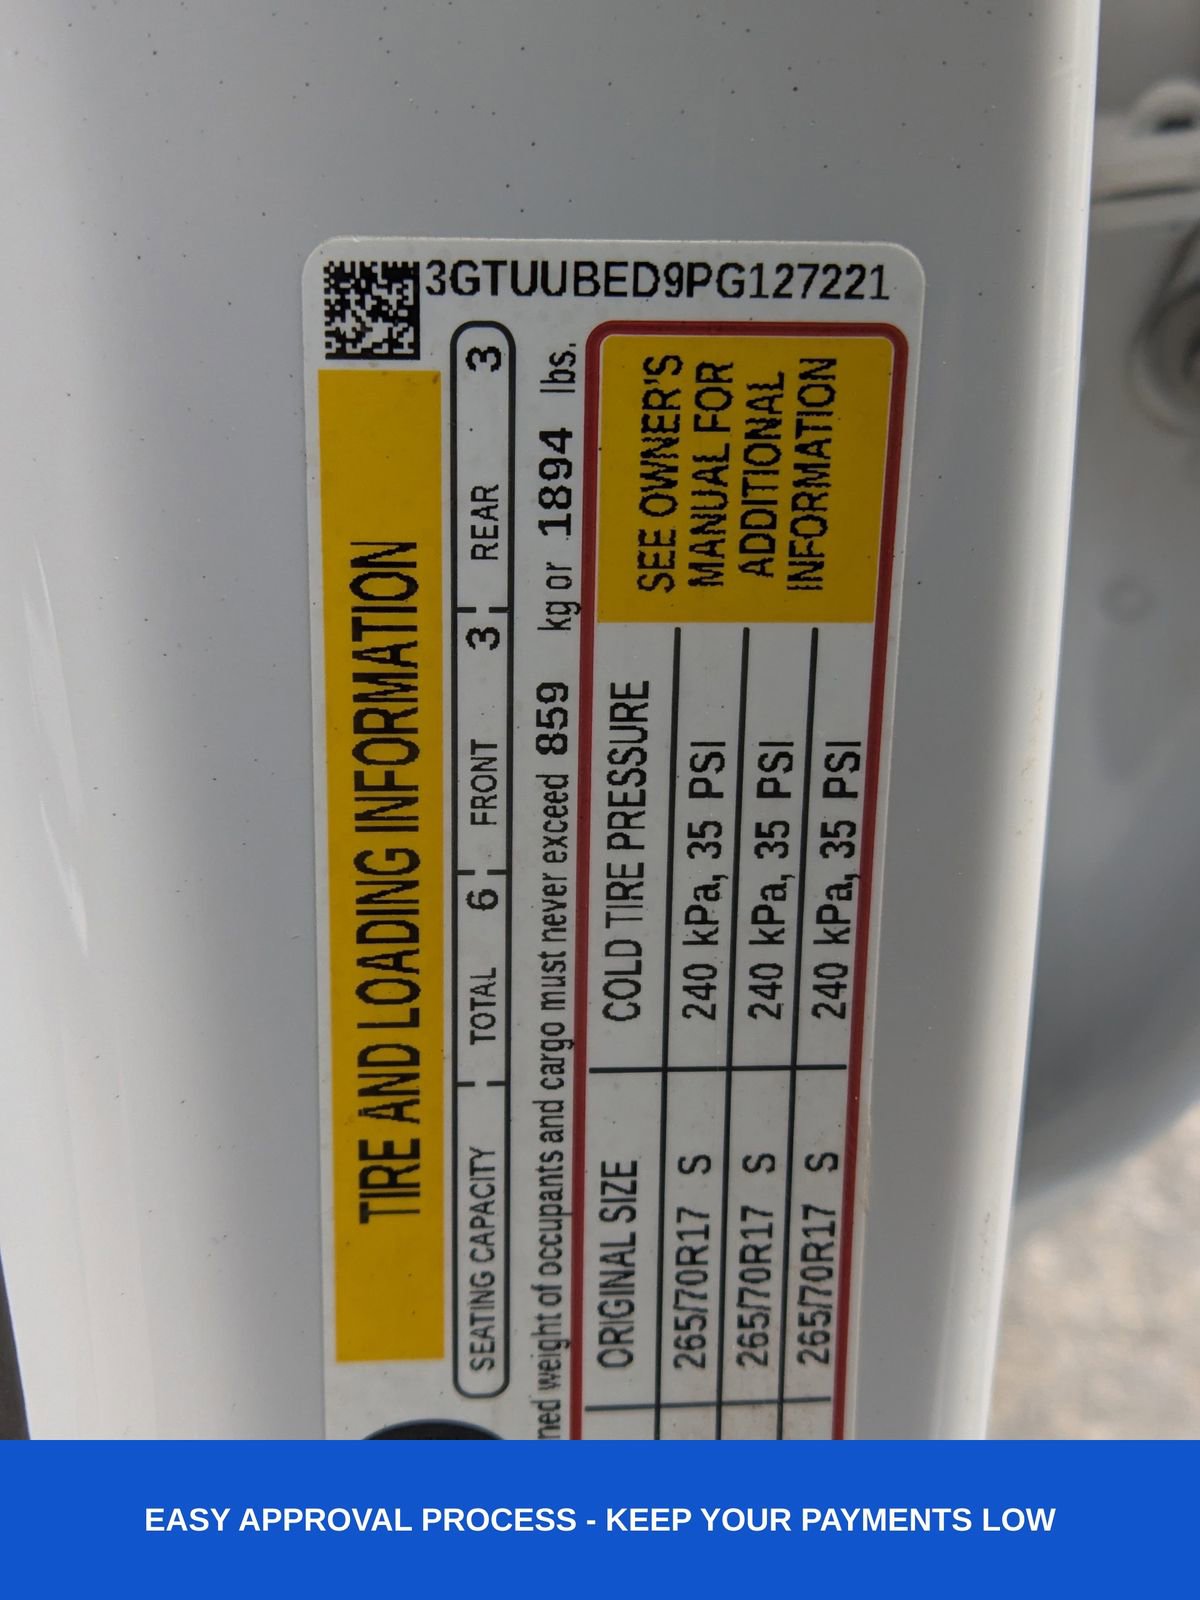 3GTUUBED9PG127221
TIRE AND LOADING INFORMATION
SEATING CAPACITY TOTAL 6 FRONT 3 REAR 3
weight of occupants and cargo must never exceed 859 kg or 1894 lbs.
ORIGINAL SIZE COLD TIRE PRESSURE
265/70R17 S 240 kPa, 35 PSI
265/70R17 S 240 kPa, 35 PSI
265/70R17 S 240 kPa, 35 PSI
SEE OWNER'S
MANUAL FOR
ADDITIONAL
INFORMATION
EASY APPROVAL PROCESS - KEEP YOUR PAYMENTS LOW